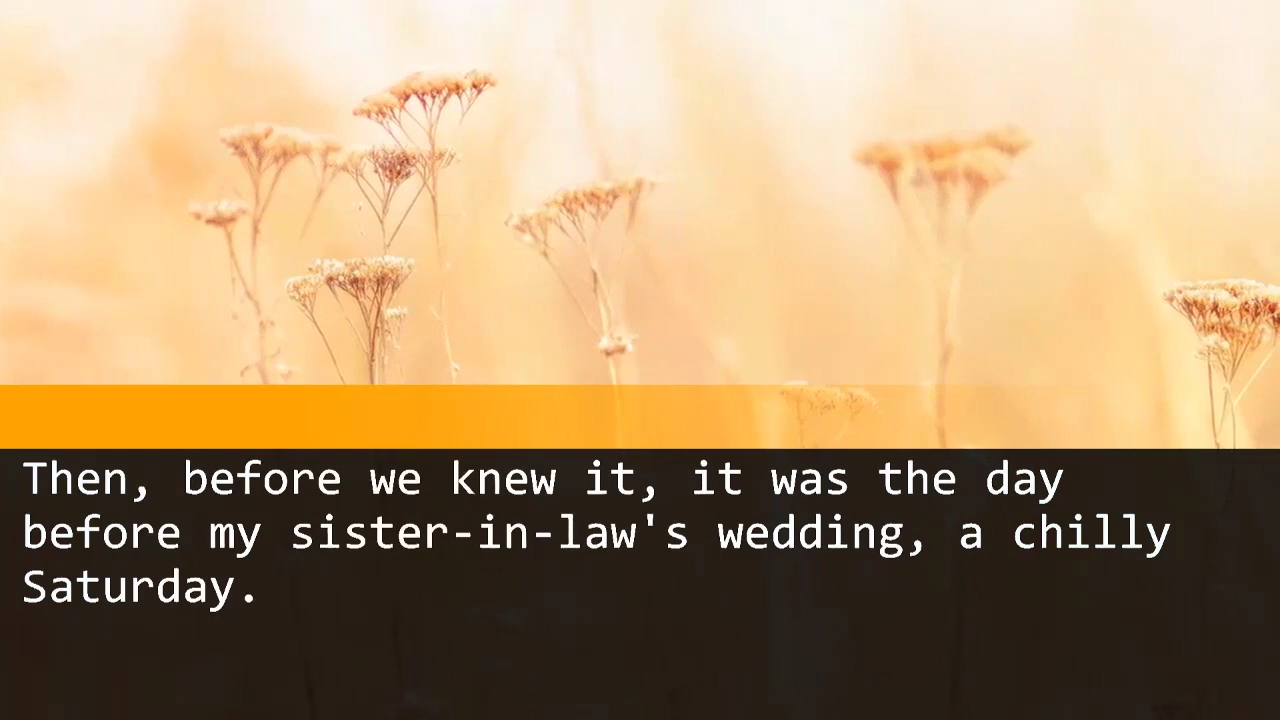 Then, before we knew it, it was the day
before my sister-in-law's wedding, a chilly
Saturday.